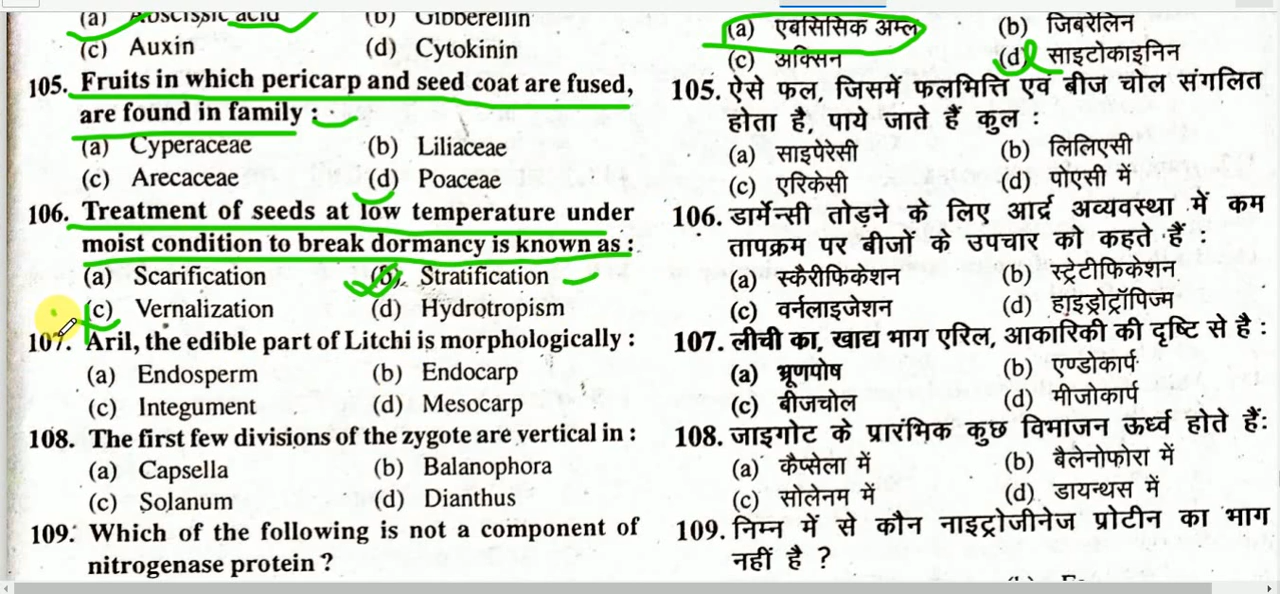 (a) Abscissic acid (b) Gibberellin
(c) Auxin (d) Cytokinin
105. Fruits in which pericarp and seed coat are fused,
are found in family :
(a) Cyperaceae (b) Liliaceae
(c) Arecaceae (d) Poaceae
106. Treatment of seeds at low temperature under
moist condition to break dormancy is known as :
(a) Scarification (b) Stratification
(c) Vernalization (d) Hydrotropism
107. Aril, the edible part of Litchi is morphologically :
(a) Endosperm (b) Endocarp
(c) Integument (d) Mesocarp
108. The first few divisions of the zygote are vertical in :
(a) Capsella (b) Balanophora
(c) Solanum (d) Dianthus
109. Which of the following is not a component of
nitrogenase protein ?
(a) एबसिसिक अम्ल (b) जिबरेलिन
(c) आक्सिन (d) साइटोकाइनिन
105. ऐसे फल, जिसमें फलभित्ति एवं बीज चोल संगलित
होता है, पाये जाते हैं कुल :
(a) साइपेरेसी (b) लिलिएसी
(c) एरिकेसी (d) पोएसी में
106. डार्मेन्सी तोड़ने के लिए आर्द्र अव्यवस्था में कम
तापक्रम पर बीजों के उपचार को कहते हैं :
(a) स्कैरीफिकेशन (b) स्ट्रेटीफिकेशन
(c) वर्नलाइजेशन (d) हाइड्रोट्रॉपिज्म
107. लीची का, खाद्य भाग एरिल, आकारिकी की दृष्टि से है :
(a) भ्रूणपोष (b) एण्डोकार्प
(c) बीजचोल (d) मीजोकार्प
108. जाइगोट के प्रारंभिक कुछ विभाजन ऊर्ध्व होते हैं:
(a) कैप्सेला में (b) बैलेनोफोरा में
(c) सोलेनम में (d) डायन्थस में
109. निम्न में से कौन नाइट्रोजीनेज प्रोटीन का भाग
नहीं है ?